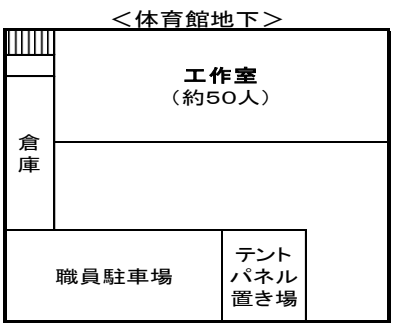 ＜体育館地下＞
工作室
（約50人）
倉
庫
職員駐車場
テント
パネル
置き場